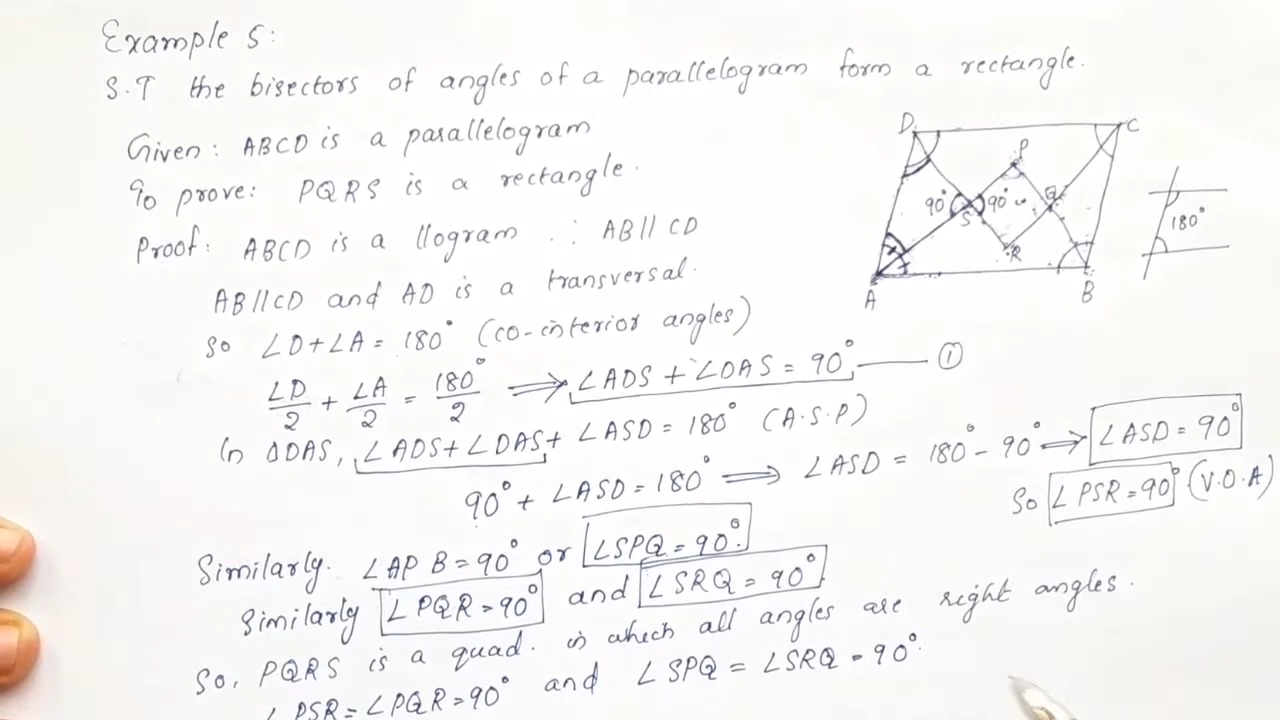 Example 5:
S.T the bisectors of angles of a parallelogram form a rectangle.
Given: ABCD is a parallelogram
To prove: PQRS is a rectangle.
Proof: ABCD is a llogram ∴ AB // CD
AB//CD and AD is a transversal.
So ∠D+∠A = 180° (co-interior angles)
∠D/2 + ∠A/2 = 180°/2 ⟹ ∠ADS + ∠DAS = 90° —— ①
In ΔDAS, ∠ADS+∠DAS+ ∠ASD = 180° (A.S.P)
90° + ∠ASD = 180° ⟹ ∠ASD = 180° - 90° ⟹ ∠ASD = 90°
So ∠PSR = 90° (V.O.A)
Similarly. ∠APB = 90° or ∠SPQ = 90°.
Similarly ∠PQR = 90° and ∠SRQ = 90°
So, PQRS is a quad. in which all angles are right angles.
∠PSR = ∠PQR = 90° and ∠SPQ = ∠SRQ = 90°.
D
C
P
90°
S
90°
Q
R
A
B
180°